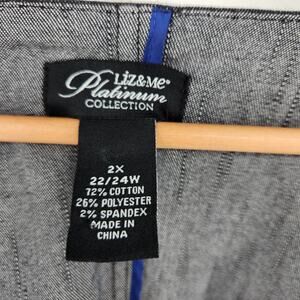 Liz&Me®
Platinum
COLLECTION
2X
22/24W
72% COTTON
26% POLYESTER
2% SPANDEX
MADE IN
CHINA